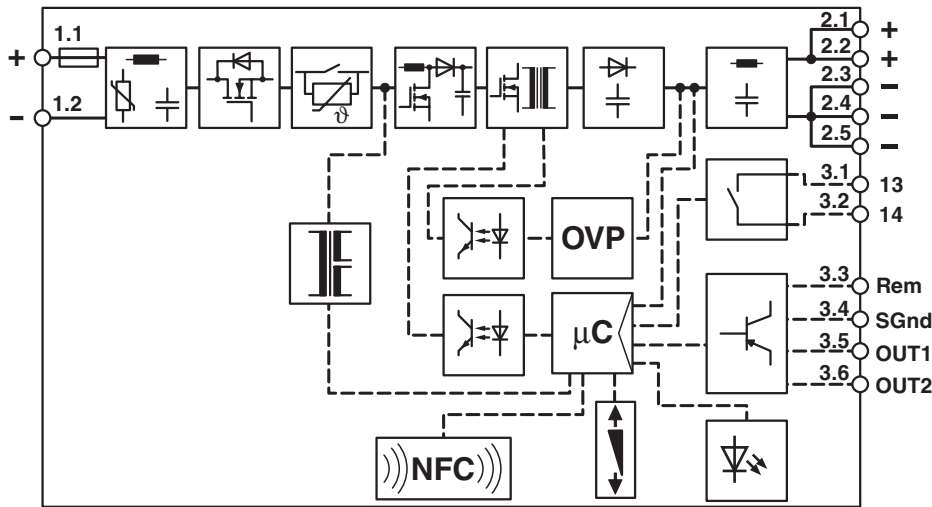 1.1
+
1.2
−
ϑ
2.1
+
2.2
+
2.3
−
2.4
−
2.5
−
3.1
13
3.2
14
OVP
3.3
Rem
3.4
SGnd
μC
3.5
OUT1
3.6
OUT2
NFC